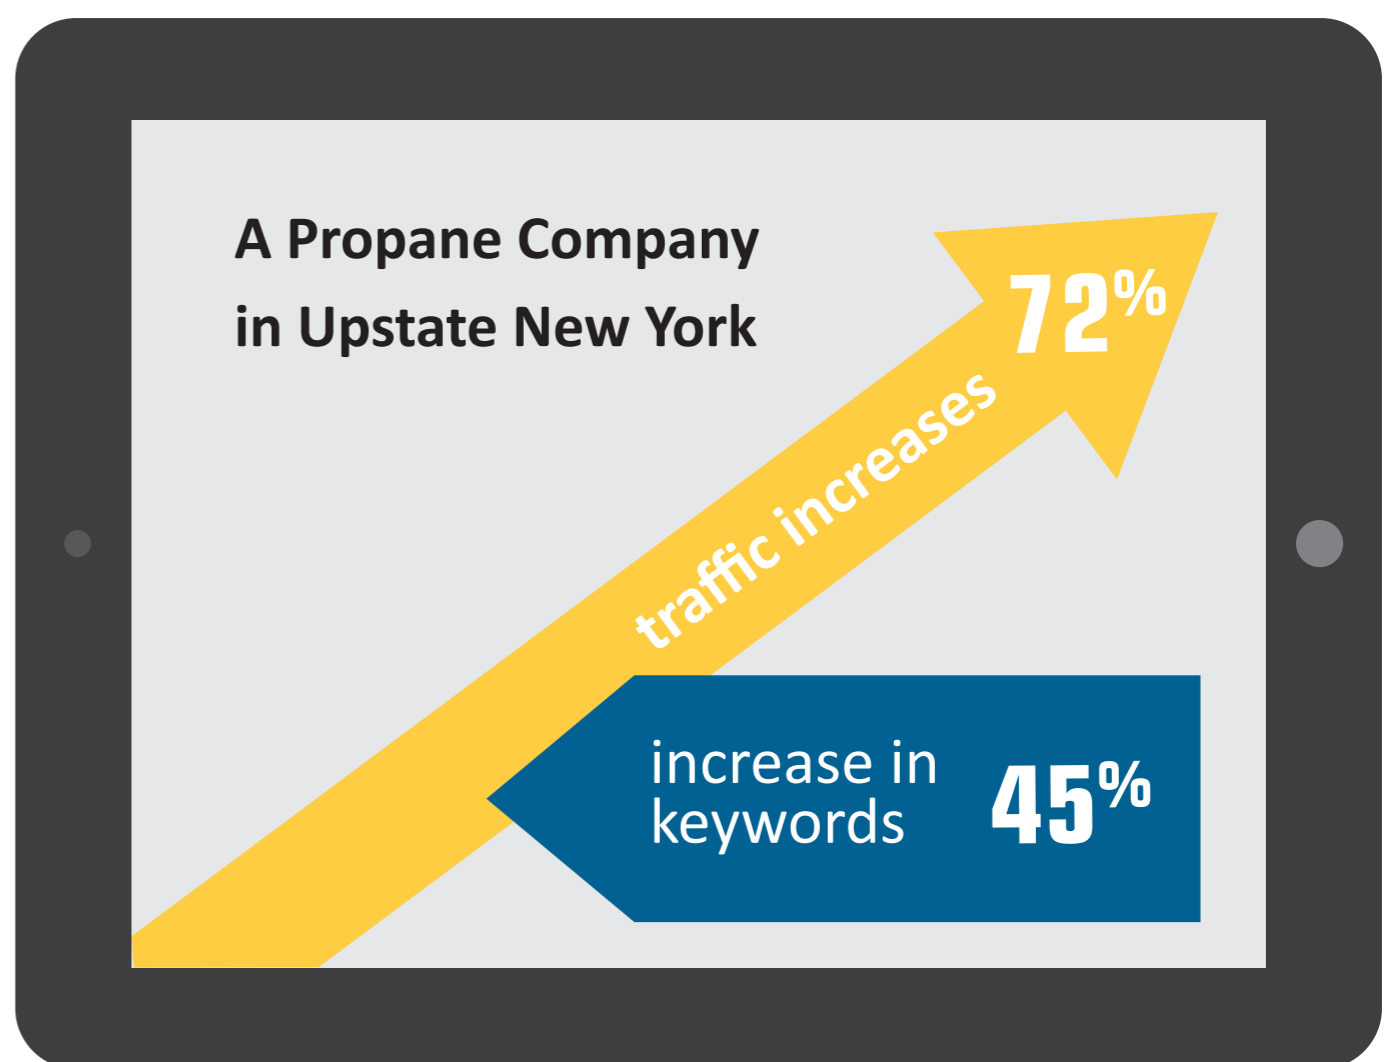 A Propane Company
in Upstate New York
72%
traffic increases
increase in
keywords
45%